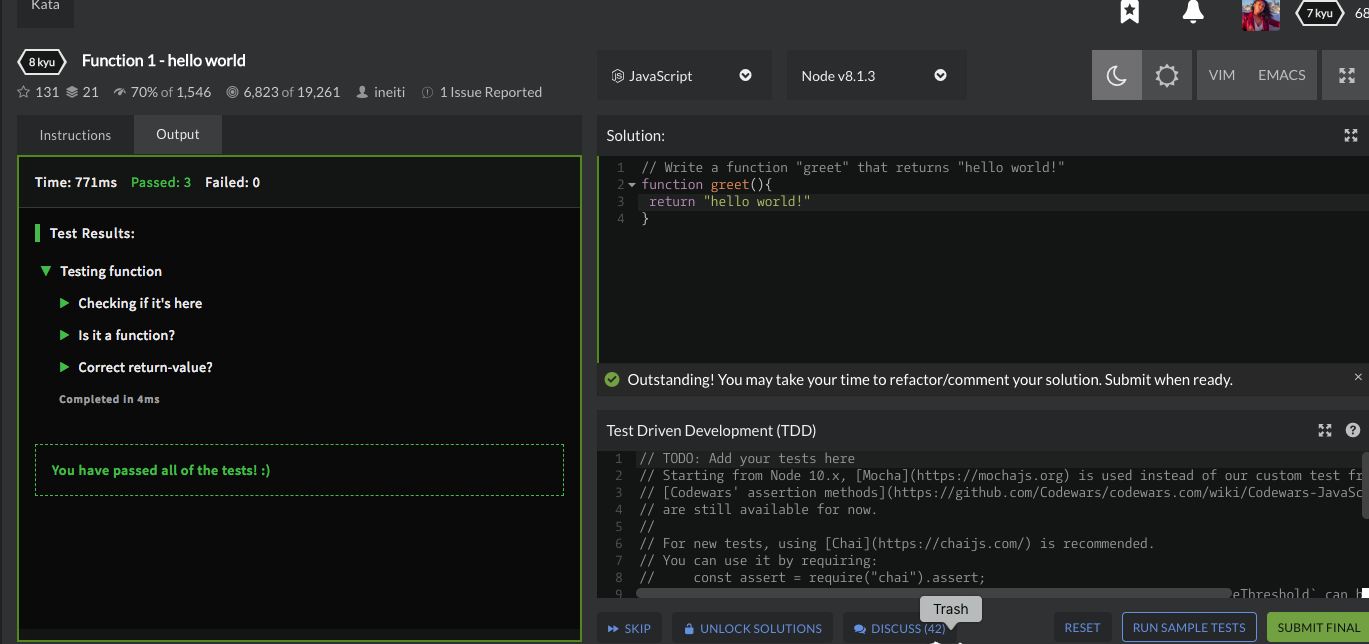 Kata
7 kyu
68
8 kyu
Function 1 - hello world
131 21 70% of 1,546 6,823 of 19,261 ineiti 1 Issue Reported
JavaScript
Node v8.1.3
VIM EMACS
Instructions Output
Time: 771ms Passed: 3 Failed: 0
Test Results:
Testing function
Checking if it's here
Is it a function?
Correct return-value?
Completed in 4ms
You have passed all of the tests! :)
Solution:
1 // Write a function "greet" that returns "hello world!"
2 function greet(){
3 return "hello world!"
4 }
Outstanding! You may take your time to refactor/comment your solution. Submit when ready.
Test Driven Development (TDD)
1 // TODO: Add your tests here
2 // Starting from Node 10.x, [Mocha](https://mochajs.org) is used instead of our custom test fr
3 // [Codewars' assertion methods](https://github.com/Codewars/codewars.com/wiki/Codewars-JavaSc
4 // are still available for now.
5 //
6 // For new tests, using [Chai](https://chaijs.com/) is recommended.
7 // You can use it by requiring:
8 // const assert = require("chai").assert;
9 eThreshold` can
Trash
SKIP UNLOCK SOLUTIONS DISCUSS (42) RESET RUN SAMPLE TESTS SUBMIT FINAL